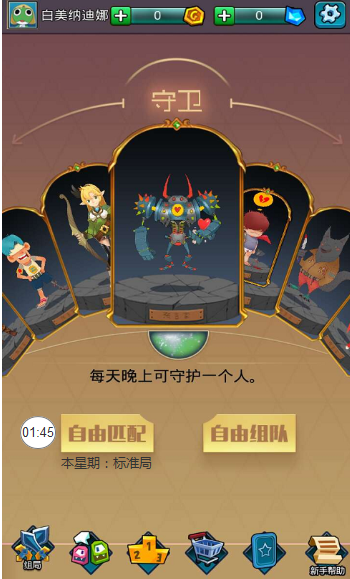 白美纳迪娜
0
0
守卫
每天晚上可守护一个人。
01:45
自由匹配
自由组队
本星期：标准局
2 1 3
组局
新手帮助